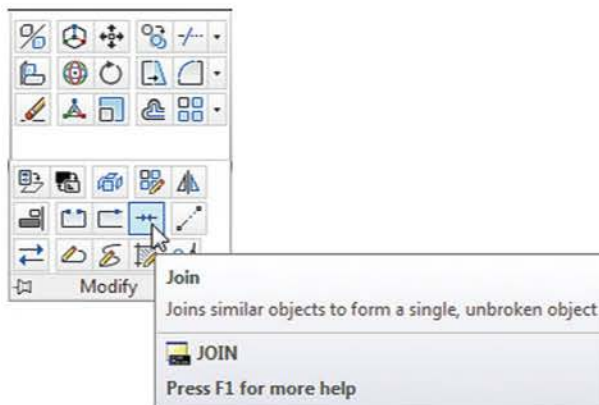 Modify
Join
Joins similar objects to form a single, unbroken object
JOIN
Press F1 for more help